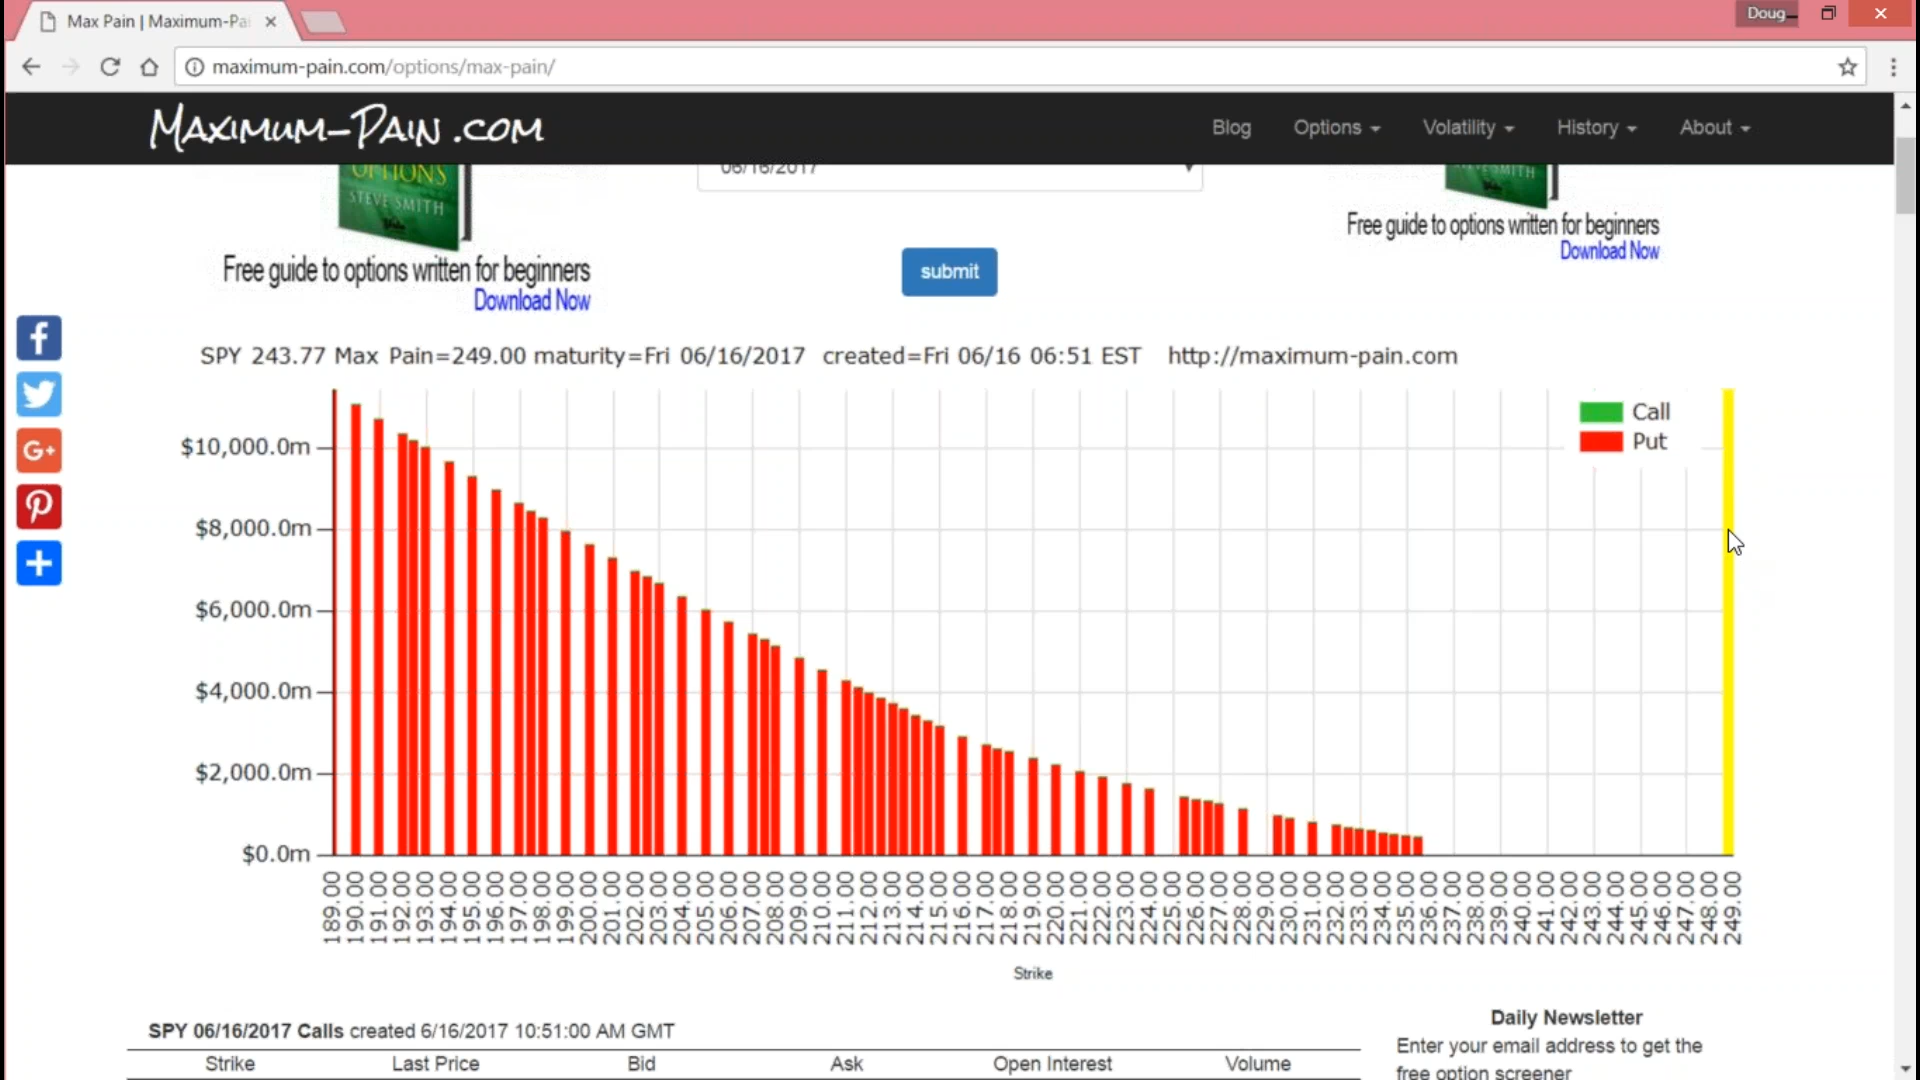 Max Pain | Maximum-Pai
Doug
maximum-pain.com/options/max-pain/
MAXIMUM-PAIN.COM
Blog
Options
Volatility
History
About
06/16/2017
OPTIONS
STEVE SMITH
STEVE SMITH
Free guide to options written for beginners
Download Now
Free guide to options written for beginners
Download Now
submit
SPY 243.77 Max Pain=249.00 maturity=Fri 06/16/2017 created=Fri 06/16 06:51 EST http://maximum-pain.com
Call
Put
$10,000.0m
$8,000.0m
$6,000.0m
$4,000.0m
$2,000.0m
$0.0m
189.00
190.00
191.00
192.00
193.00
194.00
195.00
196.00
197.00
198.00
199.00
200.00
201.00
202.00
203.00
204.00
205.00
206.00
207.00
208.00
209.00
210.00
211.00
212.00
213.00
214.00
215.00
216.00
217.00
218.00
219.00
220.00
221.00
222.00
223.00
224.00
225.00
226.00
227.00
228.00
229.00
230.00
231.00
232.00
233.00
234.00
235.00
236.00
237.00
238.00
239.00
240.00
241.00
242.00
243.00
244.00
245.00
246.00
247.00
248.00
249.00
Strike
SPY 06/16/2017 Calls created 6/16/2017 10:51:00 AM GMT
Strike Last Price Bid Ask Open Interest Volume
Daily Newsletter
Enter your email address to get the
free option screener